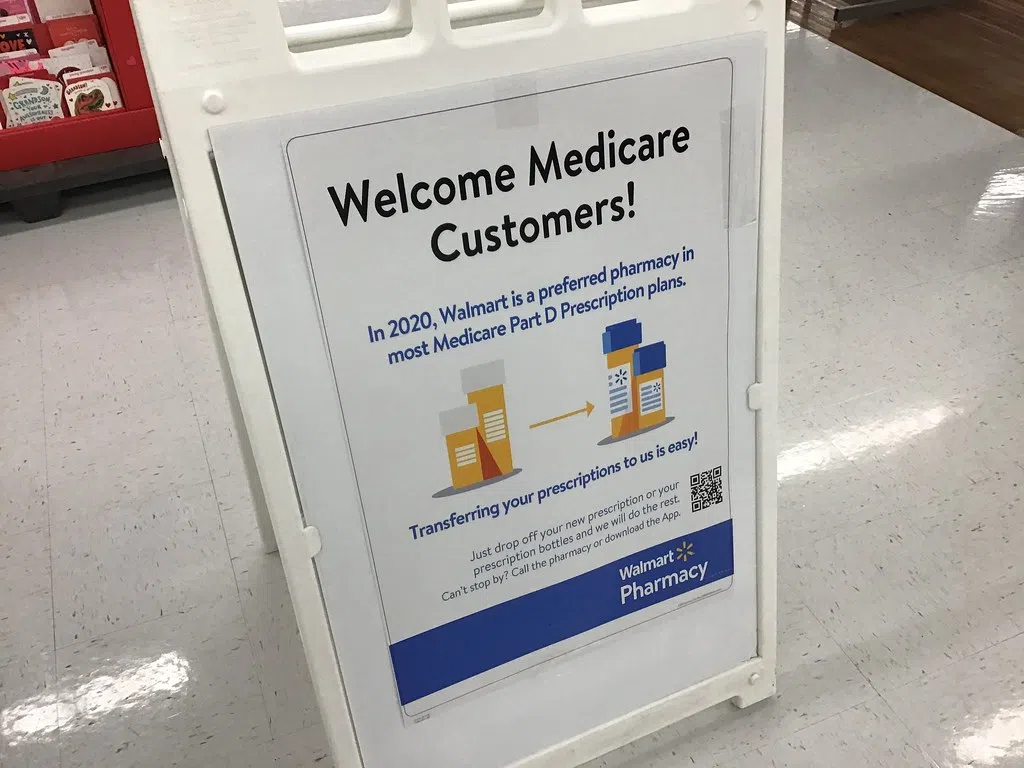 LOVE
GRANDSON
Welcome Medicare
Customers!
In 2020, Walmart is a preferred pharmacy in
most Medicare Part D Prescription plans.
Transferring your prescriptions to us is easy!
Just drop off your new prescription or your
prescription bottles and we will do the rest.
Can't stop by? Call the pharmacy or download the App.
Walmart
Pharmacy